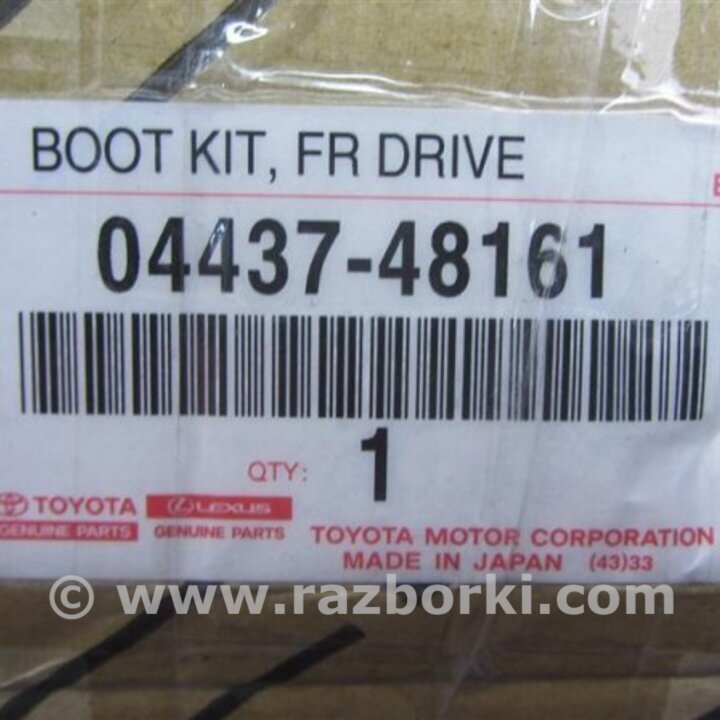 BOOT KIT, FR DRIVE
04437-48161
QTY: 1
TOYOTA LEXUS
GENUINE PARTS GENUINE PARTS
TOYOTA MOTOR CORPORATION
MADE IN JAPAN (43)33
© www.razborki.com